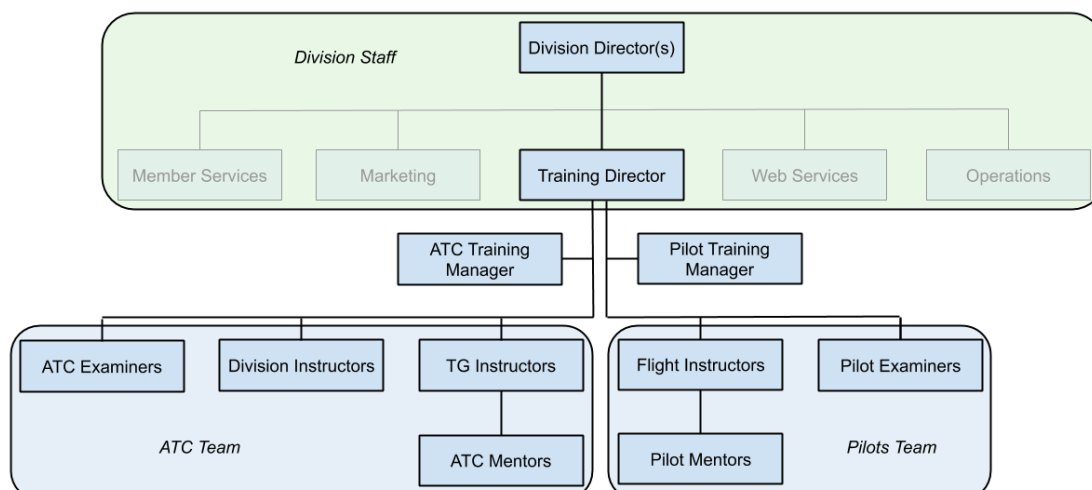 Division Director(s)
Division Staff
Member Services
Marketing
Training Director
Web Services
Operations
ATC Training
Manager
Pilot Training
Manager
ATC Examiners
Division Instructors
TG Instructors
Flight Instructors
Pilot Examiners
ATC Team
ATC Mentors
Pilot Mentors
Pilots Team